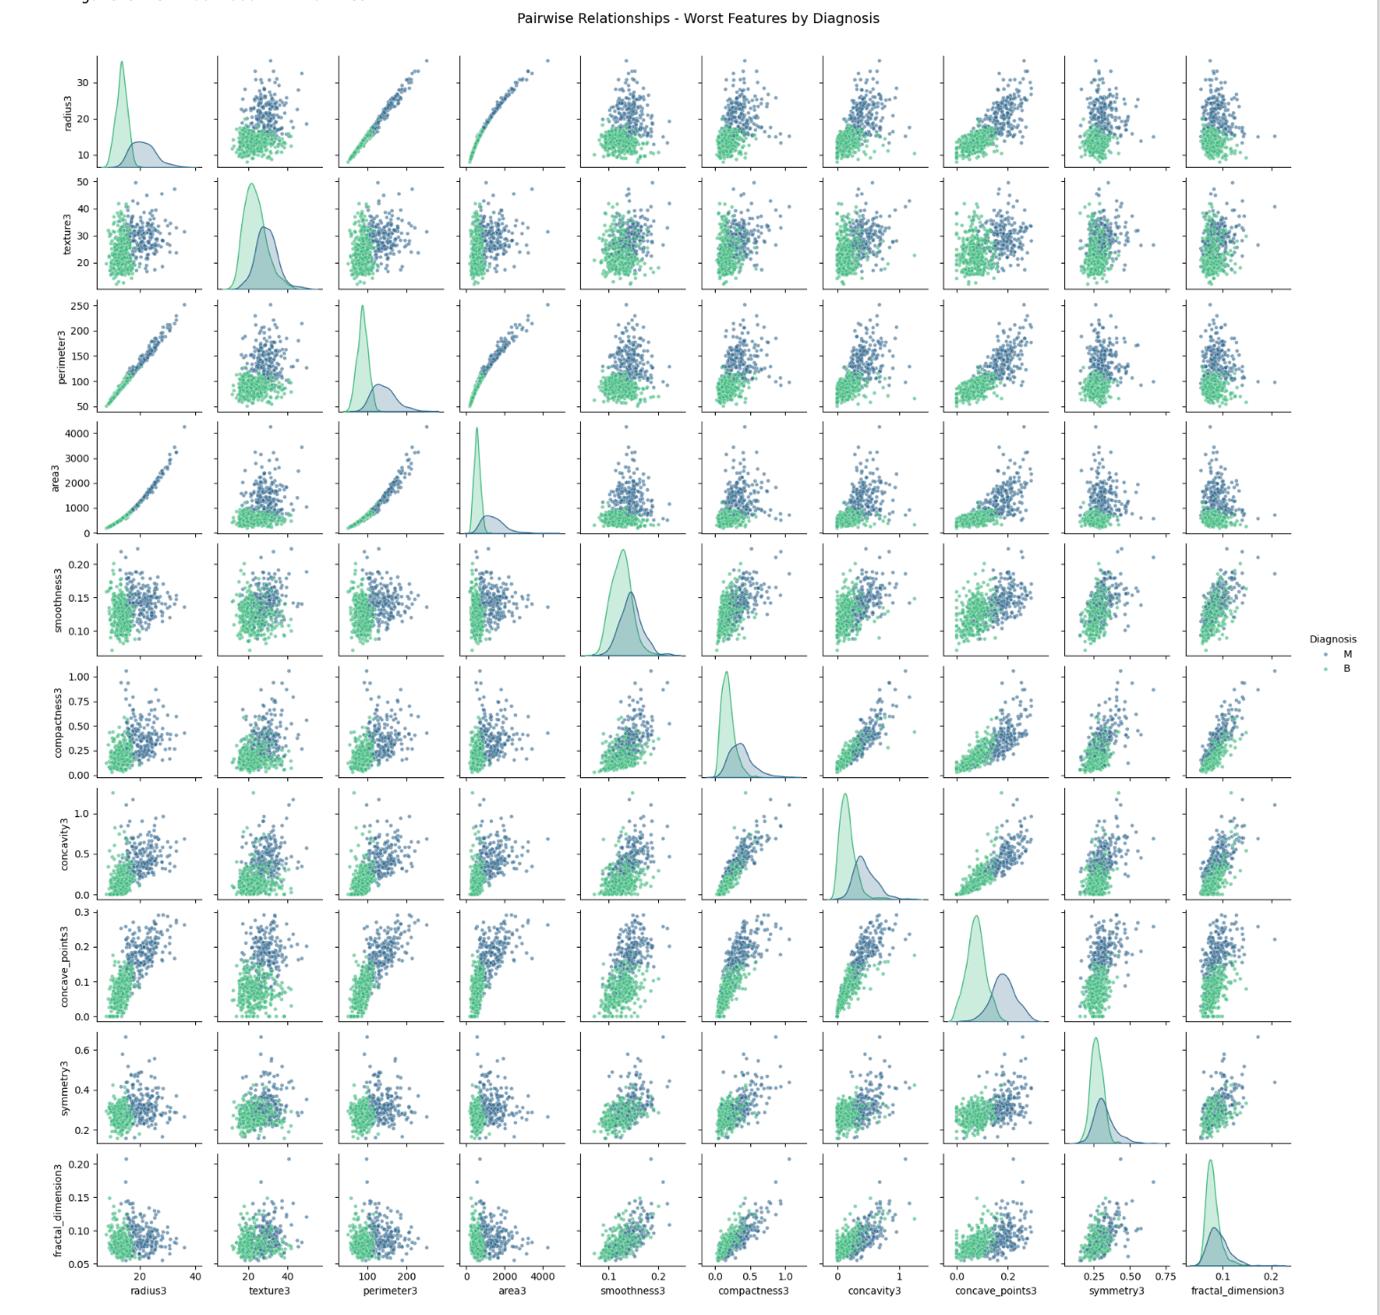 Pairwise Relationships - Worst Features by Diagnosis
radius3
30
20
10
texture3
50
40
30
20
perimeter3
250
200
150
100
50
area3
4000
3000
2000
1000
0
smoothness3
0.20
0.15
0.10
Diagnosis
M
B
compactness3
1.00
0.75
0.50
0.25
0.00
concavity3
1.0
0.5
0.0
concave_points3
0.3
0.2
0.1
0.0
symmetry3
0.6
0.4
0.2
fractal_dimension3
0.20
0.15
0.10
0.05
20 40 20 40 100 200 0 2000 4000 0.1 0.2 0.0 0.5 1.0 0 1 0.0 0.2 0.25 0.50 0.75 0.1 0.2
radius3 texture3 perimeter3 area3 smoothness3 compactness3 concavity3 concave_points3 symmetry3 fractal_dimension3